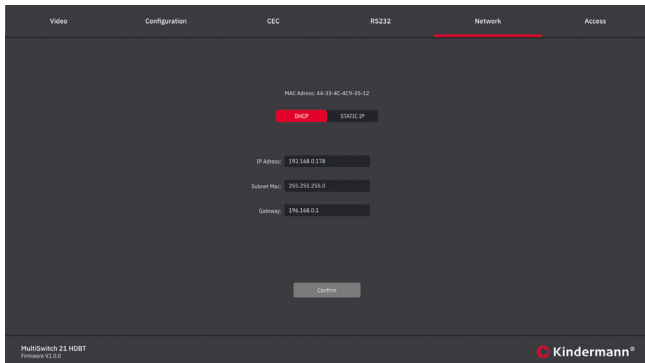 Video Configuration CEC RS232 Network Access
MAC Adress: 44-33-4C-4C9-35-12
DHCP STATIC IP
IP Adress: 192.168.0.178
Subnet Mac: 255.255.255.0
Gateway: 196.168.0.1
Confirm
MultiSwitch 21 HDBT
Firmware V1.0.0
Kindermann®